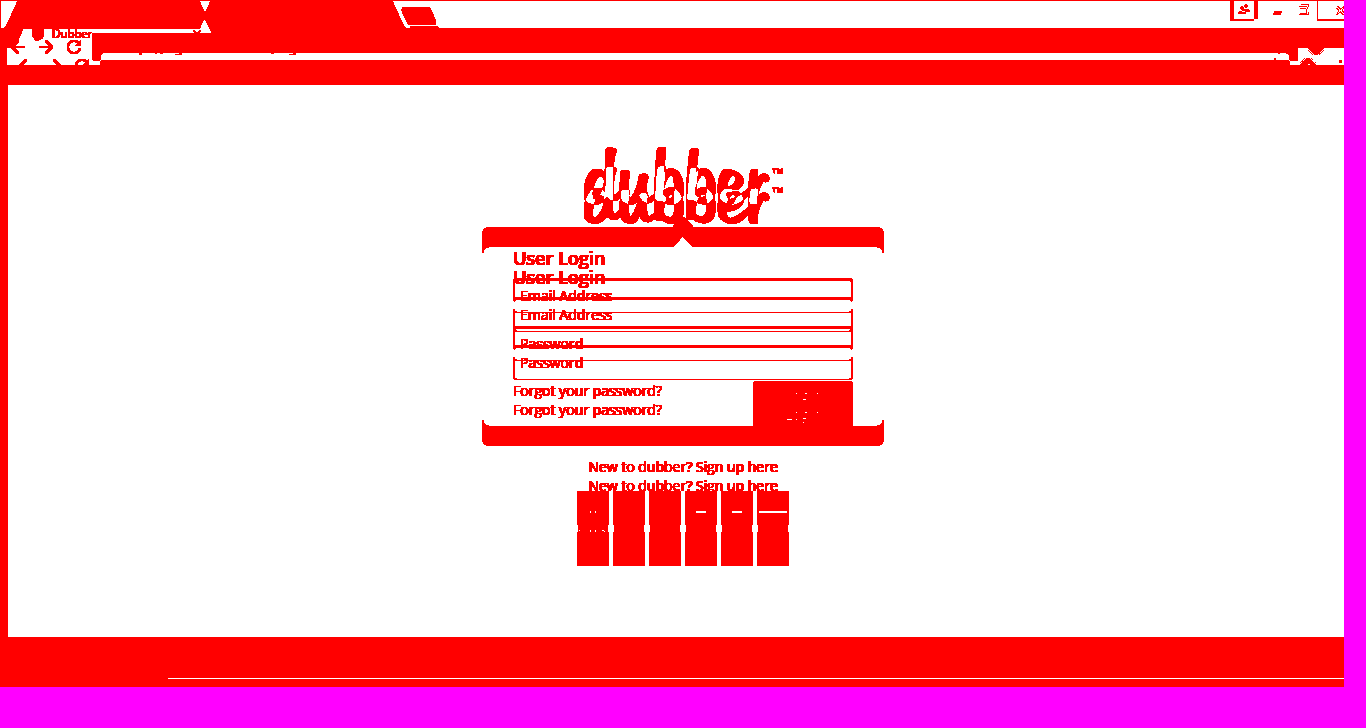 Dubber
dubber™
™
User Login
User Login
Email Address
Email Address
Password
Password
Forgot your password?
Forgot your password?
New to dubber? Sign up here
New to dubber? Sign up here